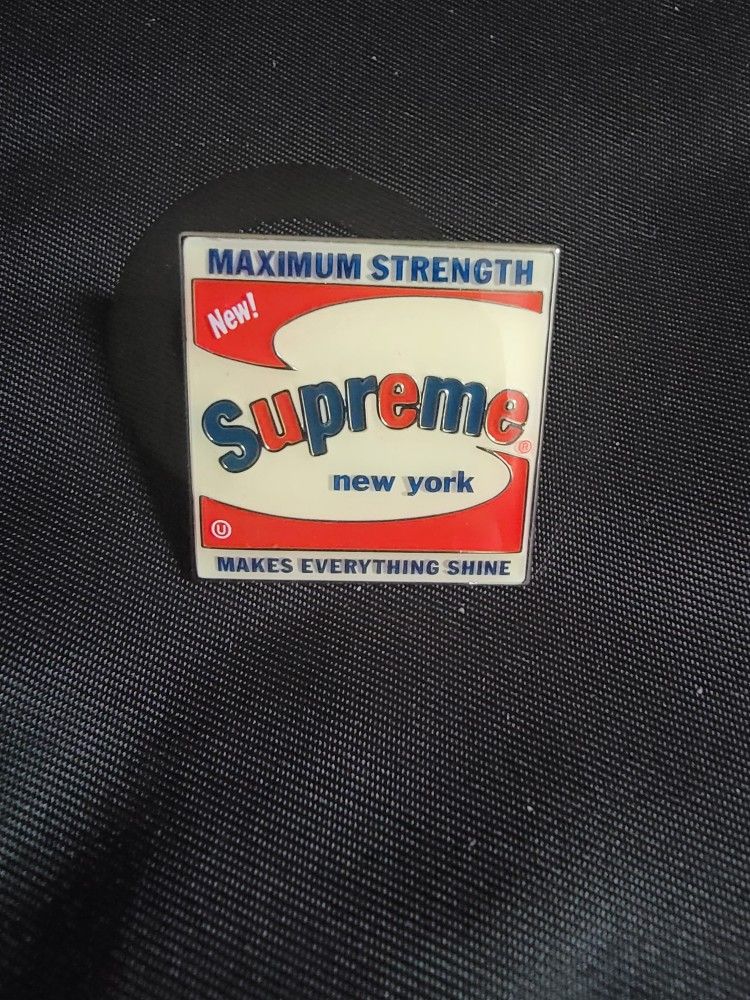 MAXIMUM STRENGTH
New!
Supreme®
new york
Ⓤ
MAKES EVERYTHING SHINE